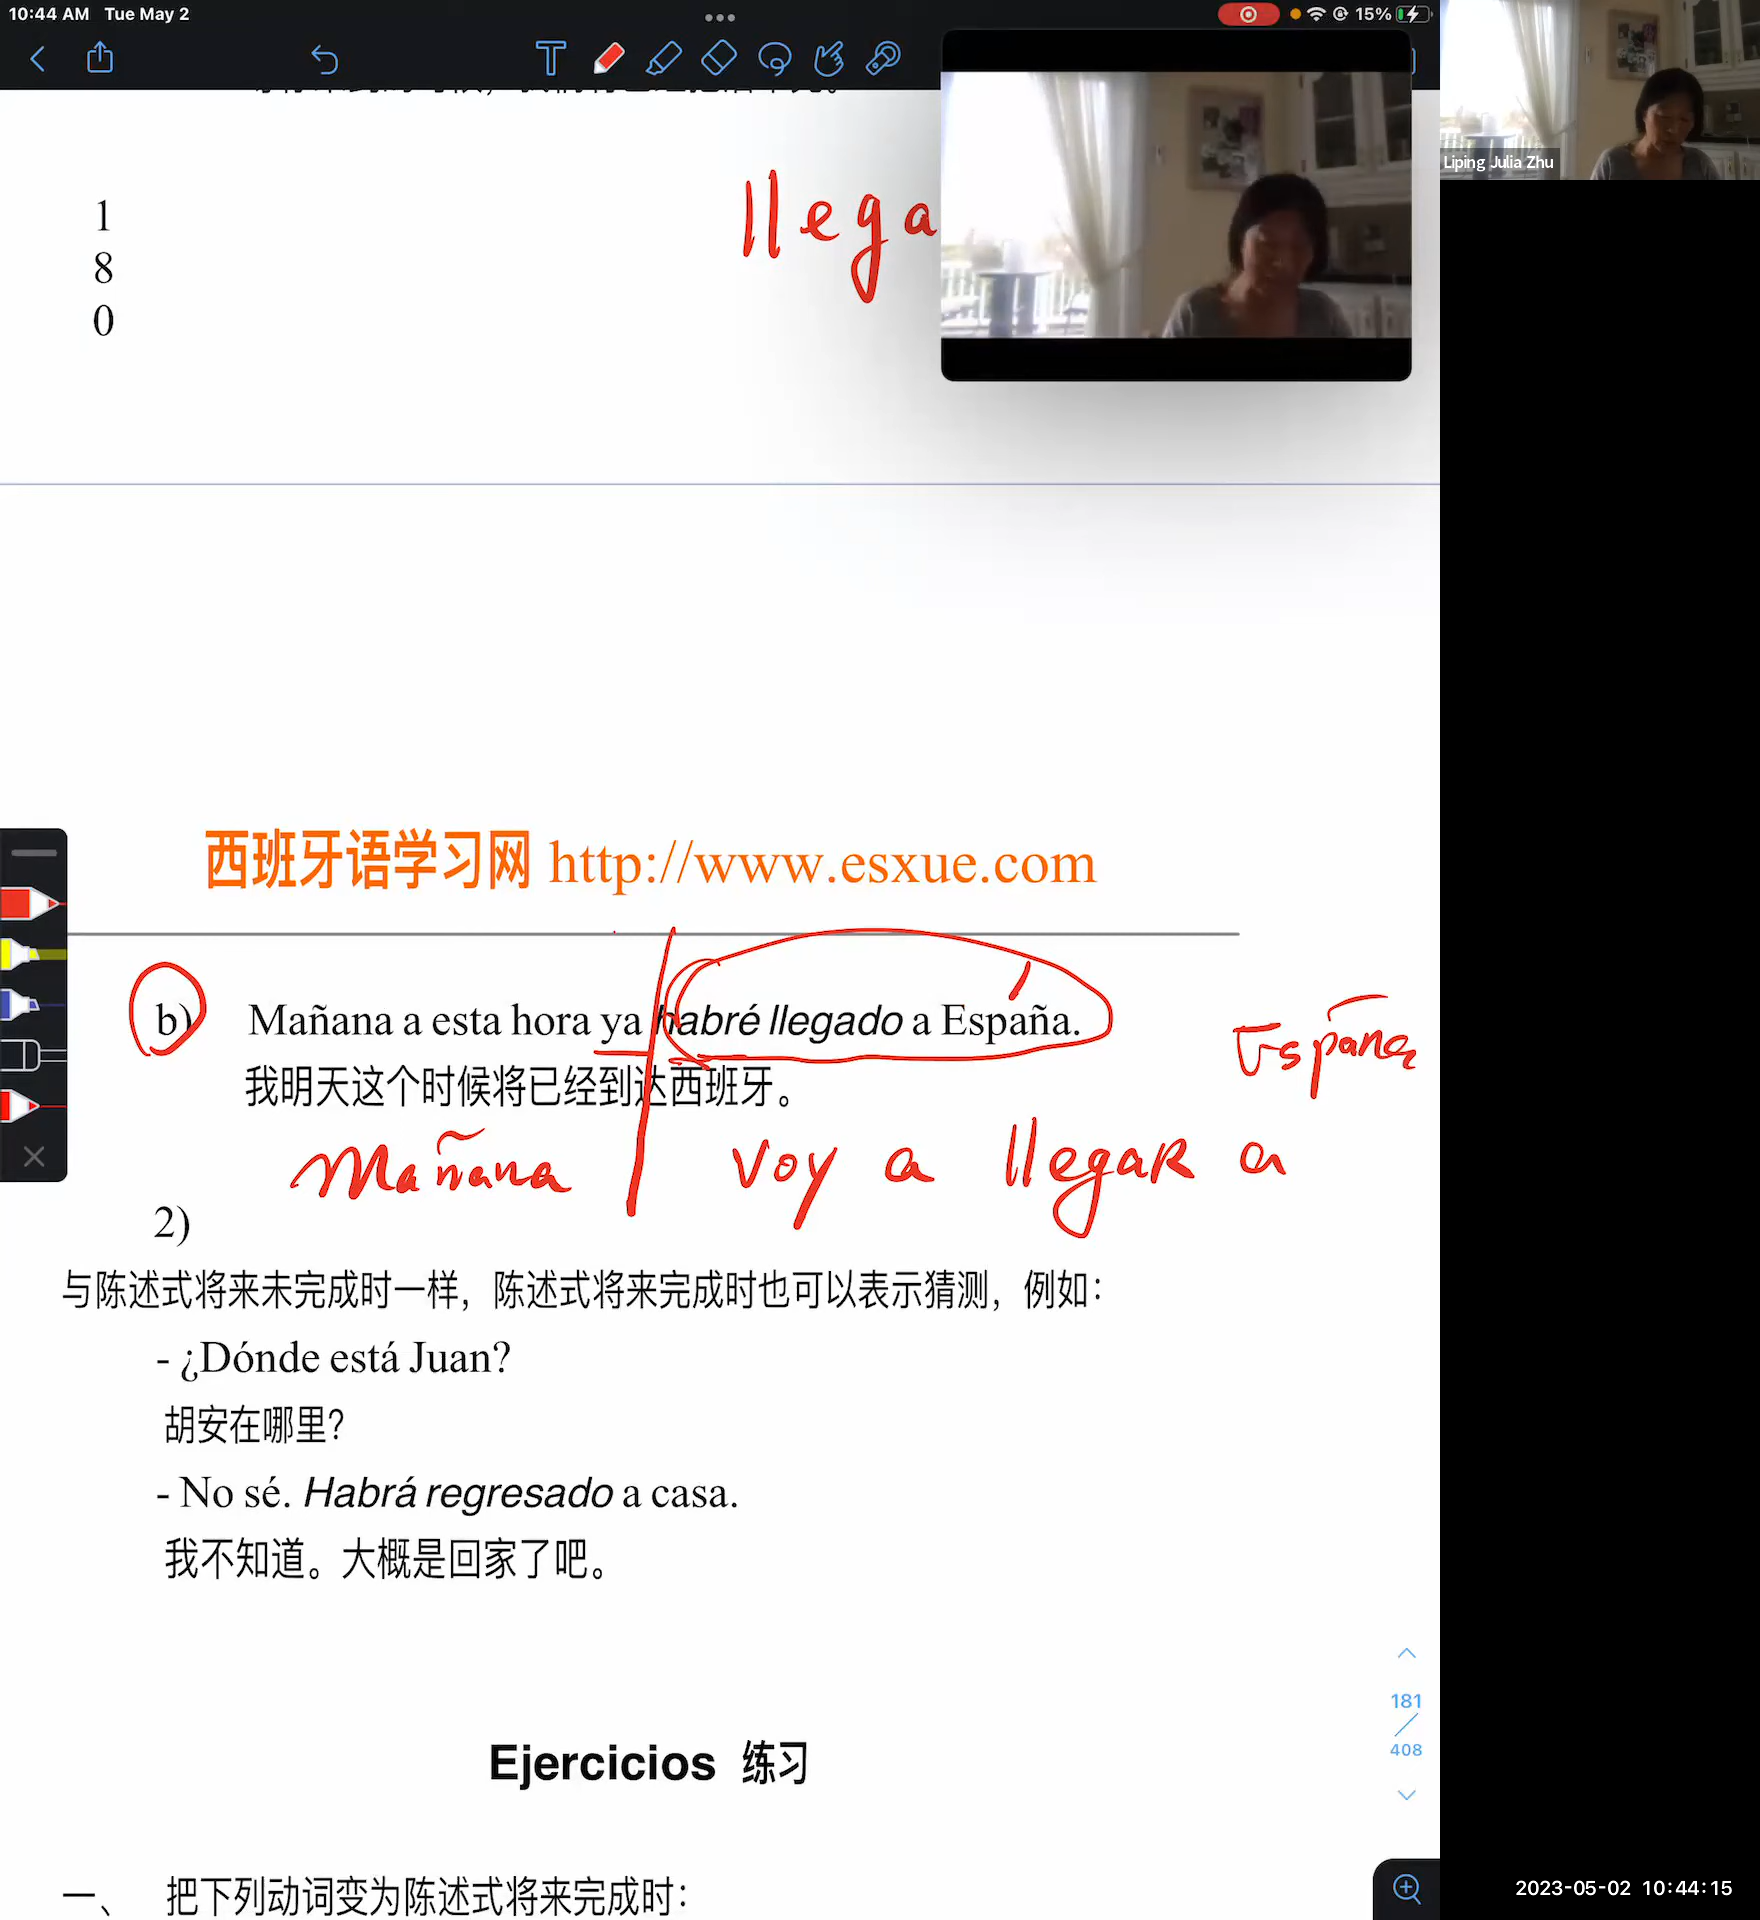 10:44 AM Tue May 2
15%
Liping Julia Zhu
llega
1
8
0
西班牙语学习网 http://www.esxue.com
b) Mañana a esta hora ya habré llegado a España.
España
我明天这个时候将已经到达西班牙。
Mañana voy a llegar a
2)
与陈述式将来未完成时一样，陈述式将来完成时也可以表示猜测，例如：
- ¿Dónde está Juan?
胡安在哪里？
- No sé. Habrá regresado a casa.
我不知道。大概是回家了吧。
181
408
Ejercicios 练习
一、 把下列动词变为陈述式将来完成时：
2023-05-02 10:44:15